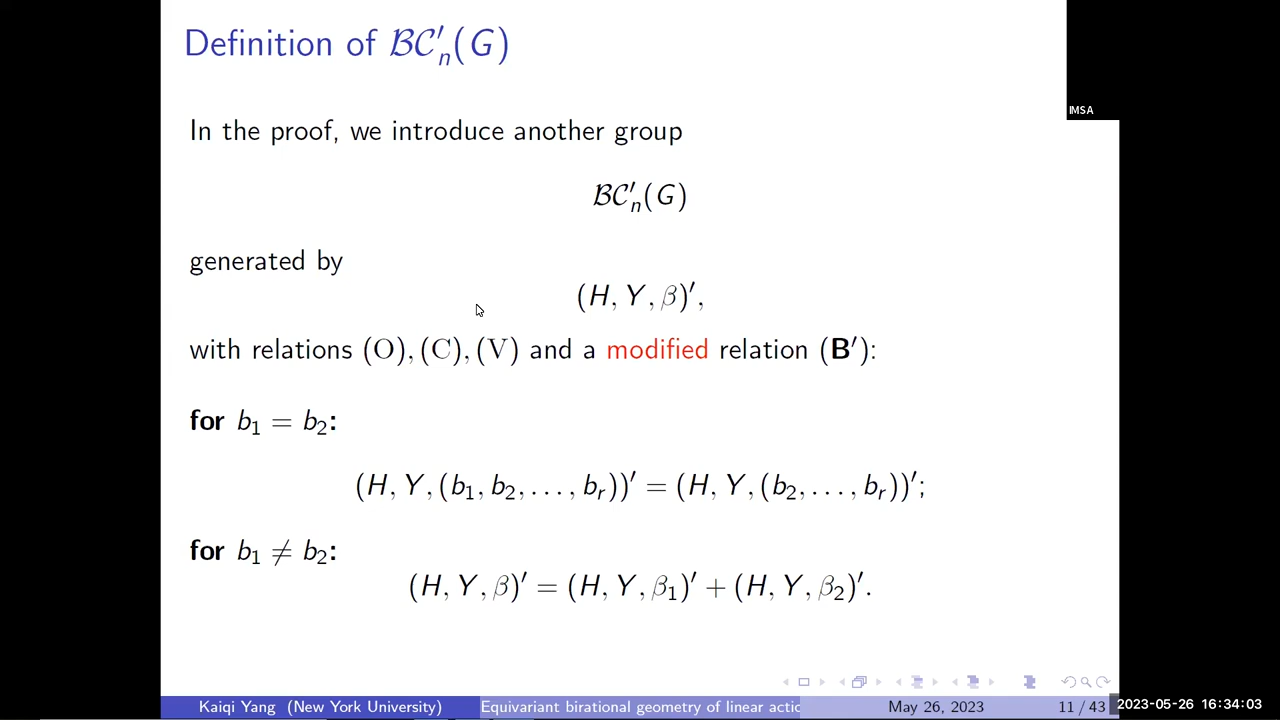 Definition of 𝓑𝓒′ₙ(G)
IMSA
In the proof, we introduce another group
𝓑𝓒′ₙ(G)
generated by
(H, Y, β)′,
with relations (O), (C), (V) and a modified relation (B′):
for b₁ = b₂:
(H, Y, (b₁, b₂, . . . , bᵣ))′ = (H, Y, (b₂, . . . , bᵣ))′;
for b₁ ≠ b₂:
(H, Y, β)′ = (H, Y, β₁)′ + (H, Y, β₂)′.
Kaiqi Yang (New York University) Equivariant birational geometry of linear actio May 26, 2023 11 / 43 2023-05-26 16:34:03